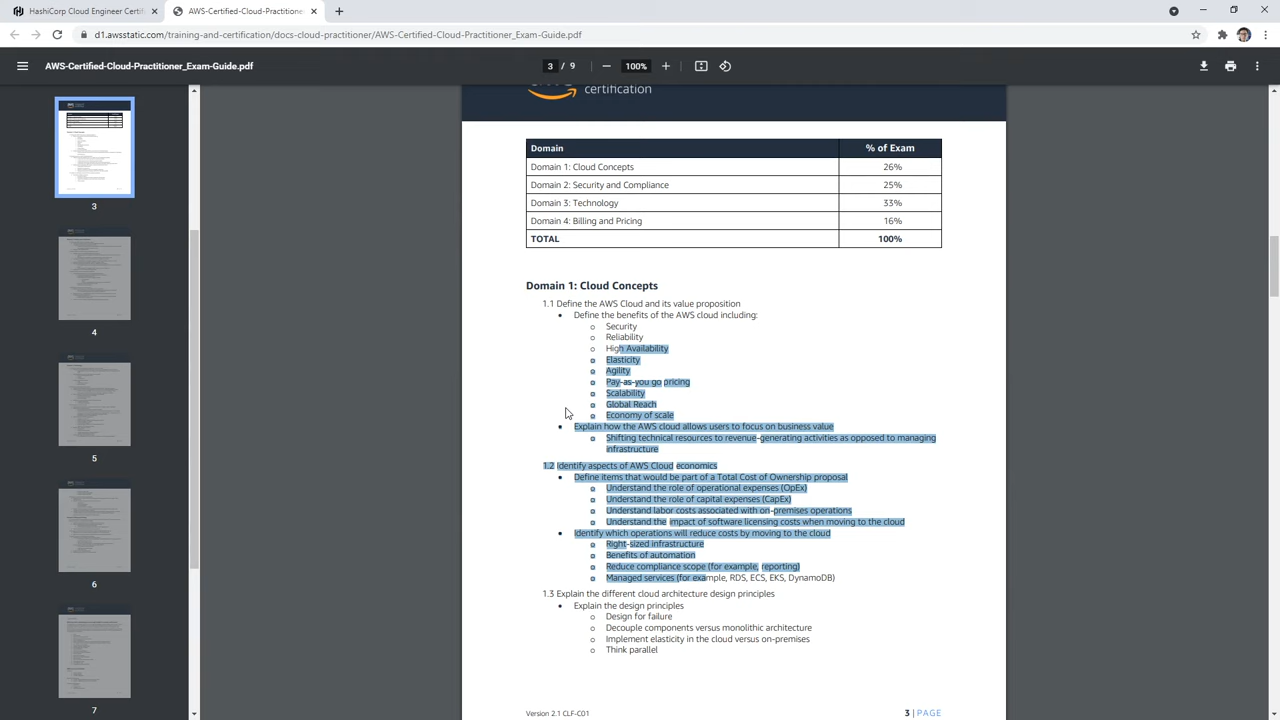 HashiCorp Cloud Engineer Certif
AWS-Certified-Cloud-Practitioner
d1.awsstatic.com/training-and-certification/docs-cloud-practitioner/AWS-Certified-Cloud-Practitioner_Exam-Guide.pdf
AWS-Certified-Cloud-Practitioner_Exam-Guide.pdf
3 / 9
100%
certification
Domain % of Exam
Domain 1: Cloud Concepts 26%
Domain 2: Security and Compliance 25%
Domain 3: Technology 33%
Domain 4: Billing and Pricing 16%
TOTAL 100%
Domain 1: Cloud Concepts
1.1 Define the AWS Cloud and its value proposition
• Define the benefits of the AWS cloud including:
o Security
o Reliability
o High Availability
o Elasticity
o Agility
o Pay-as-you go pricing
o Scalability
o Global Reach
o Economy of scale
• Explain how the AWS cloud allows users to focus on business value
o Shifting technical resources to revenue-generating activities as opposed to managing
infrastructure
1.2 Identify aspects of AWS Cloud economics
• Define items that would be part of a Total Cost of Ownership proposal
o Understand the role of operational expenses (OpEx)
o Understand the role of capital expenses (CapEx)
o Understand labor costs associated with on-premises operations
o Understand the impact of software licensing costs when moving to the cloud
• Identify which operations will reduce costs by moving to the cloud
o Right-sized infrastructure
o Benefits of automation
o Reduce compliance scope (for example, reporting)
o Managed services (for example, RDS, ECS, EKS, DynamoDB)
1.3 Explain the different cloud architecture design principles
• Explain the design principles
o Design for failure
o Decouple components versus monolithic architecture
o Implement elasticity in the cloud versus on-premises
o Think parallel
Version 2.1 CLF-C01
3 | PAGE
3
4
5
6
7